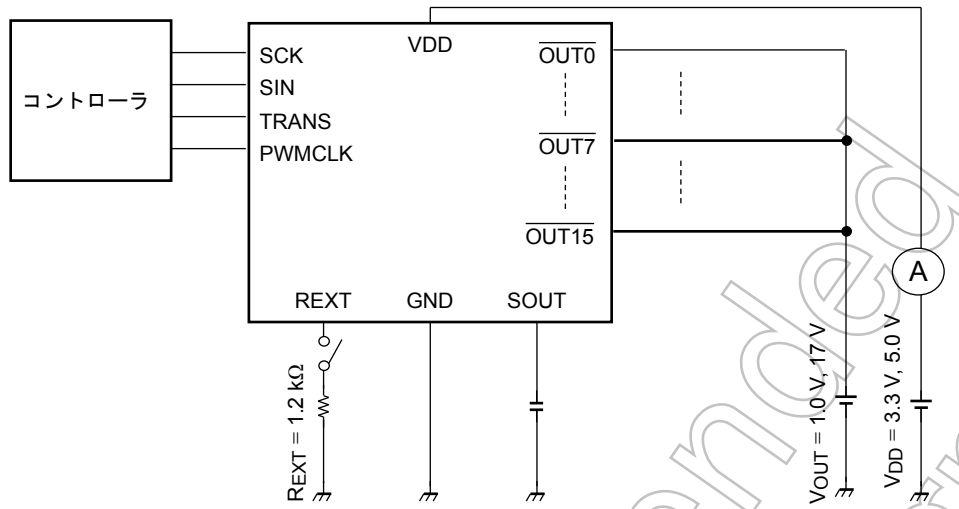 コントローラ
SCK
SIN
TRANS
PWMCLK
VDD
OUT0
OUT7
OUT15
REXT
GND
SOUT
A
REXT = 1.2 kΩ
VOUT = 1.0 V, 17 V
VDD = 3.3 V, 5.0 V